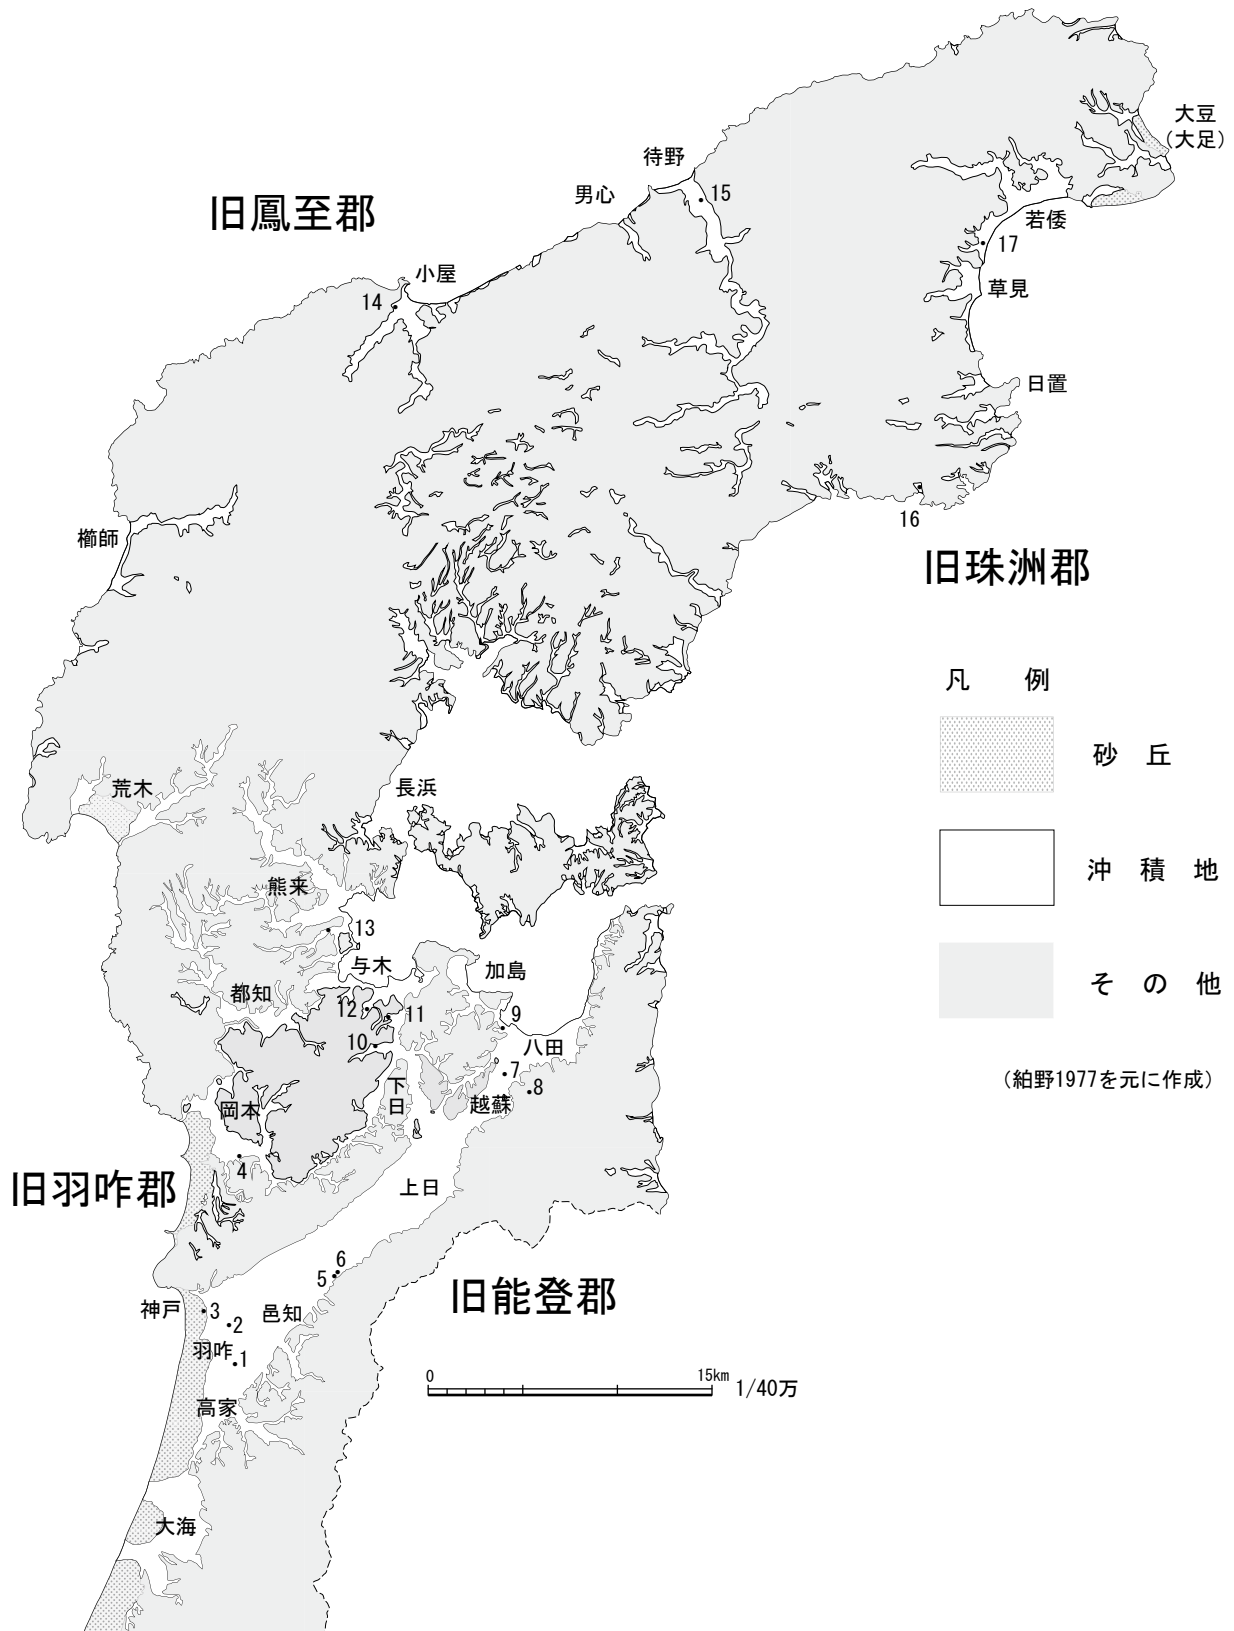 大豆
（大足）
待野
男心
15
旧鳳至郡
若倭
17
小屋
草見
14
日置
16
櫛師
旧珠洲郡
凡 例
砂 丘
荒木
長浜
沖 積 地
熊来
13
与木
加島
都知
その他
12
11
9
10
八田
7
（絈野1977を元に作成）
下日
8
岡本
越蘇
4
旧羽咋郡
上日
6
5
旧能登郡
神戸
3
邑知
2
羽咋
1
0
15km
1/40万
高家
大海